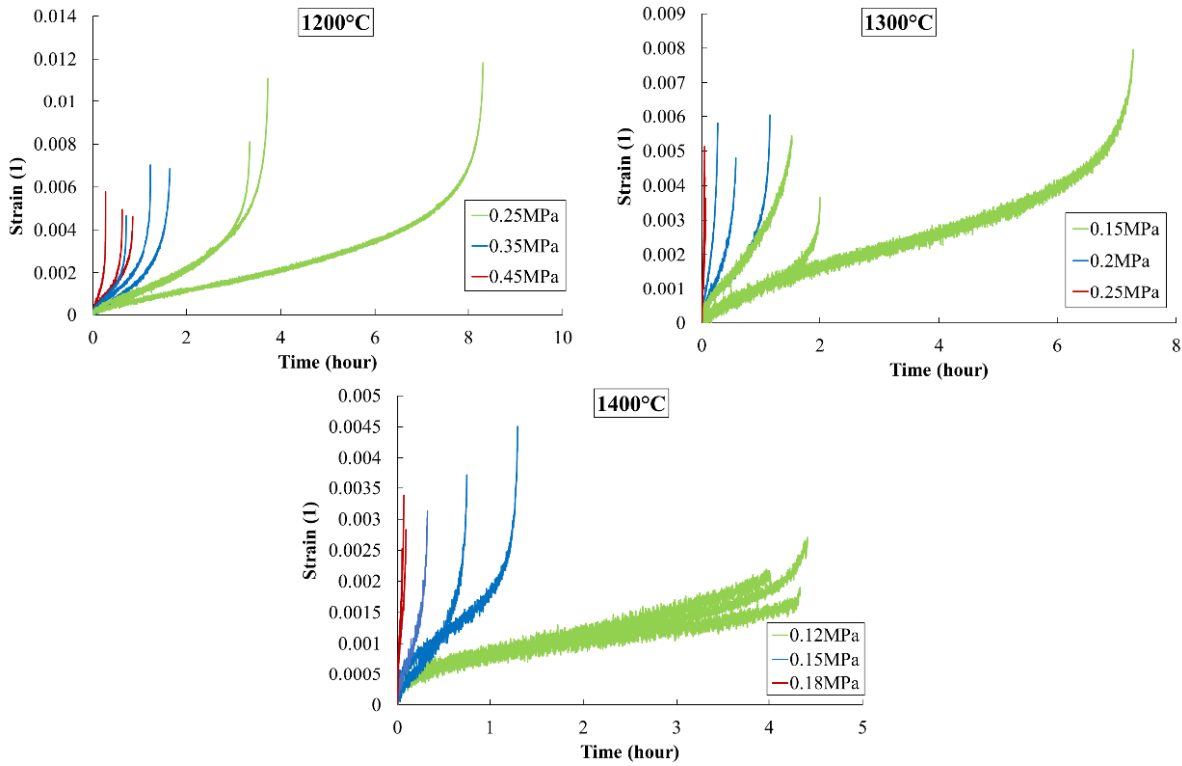 1200°C
0.014
0.012
0.01
0.008
0.006
0.004
0.002
0
Strain (1)
0.25MPa
0.35MPa
0.45MPa
0 2 4 6 8 10
Time (hour)
1300°C
0.009
0.008
0.007
0.006
0.005
0.004
0.003
0.002
0.001
0
Strain (1)
0.15MPa
0.2MPa
0.25MPa
0 2 4 6 8
Time (hour)
1400°C
0.005
0.0045
0.004
0.0035
0.003
0.0025
0.002
0.0015
0.001
0.0005
0
Strain (1)
0.12MPa
0.15MPa
0.18MPa
0 1 2 3 4 5
Time (hour)